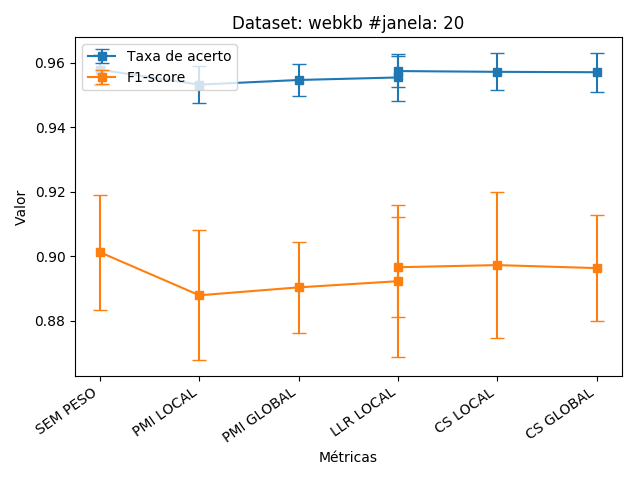 Dataset: webkb #janela: 20
Taxa de acerto
F1-score
Valor
0.96
0.94
0.92
0.90
0.88
SEM PESO
PMI LOCAL
PMI GLOBAL
LLR LOCAL
CS LOCAL
CS GLOBAL
Métricas